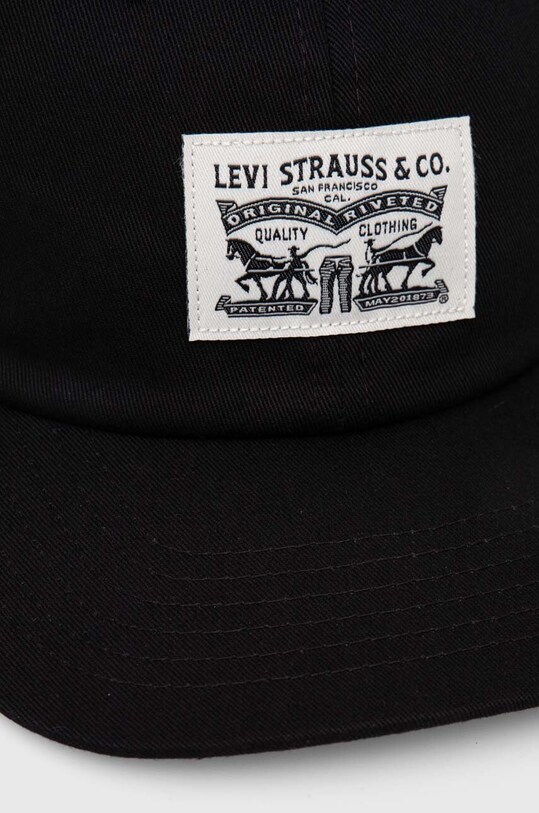 LEVI STRAUSS & CO.
SAN FRANCISCO
CAL.
ORIGINAL RIVETED
QUALITY CLOTHING
PATENTED MAY201873 ®